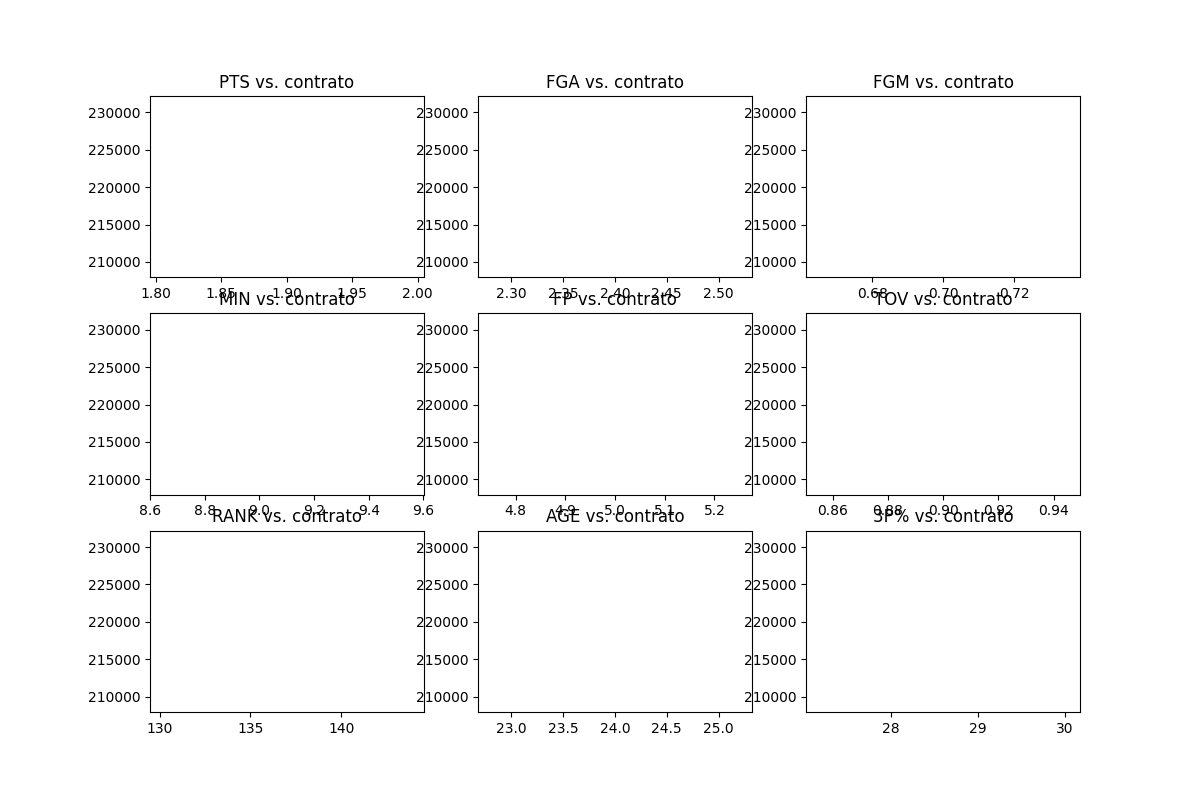 PTS vs. contrato
230000
225000
220000
215000
210000
1.80 1.85 1.90 1.95 2.00
FGA vs. contrato
230000
225000
220000
215000
210000
2.30 2.35 2.40 2.45 2.50
FGM vs. contrato
230000
225000
220000
215000
210000
0.68 0.70 0.72
MIN vs. contrato
230000
225000
220000
215000
210000
8.6 8.8 9.0 9.2 9.4 9.6
FP vs. contrato
230000
225000
220000
215000
210000
4.8 4.9 5.0 5.1 5.2
TOV vs. contrato
230000
225000
220000
215000
210000
0.86 0.88 0.90 0.92 0.94
RANK vs. contrato
230000
225000
220000
215000
210000
130 135 140
AGE vs. contrato
230000
225000
220000
215000
210000
23.0 23.5 24.0 24.5 25.0
3P% vs. contrato
230000
225000
220000
215000
210000
28 29 30